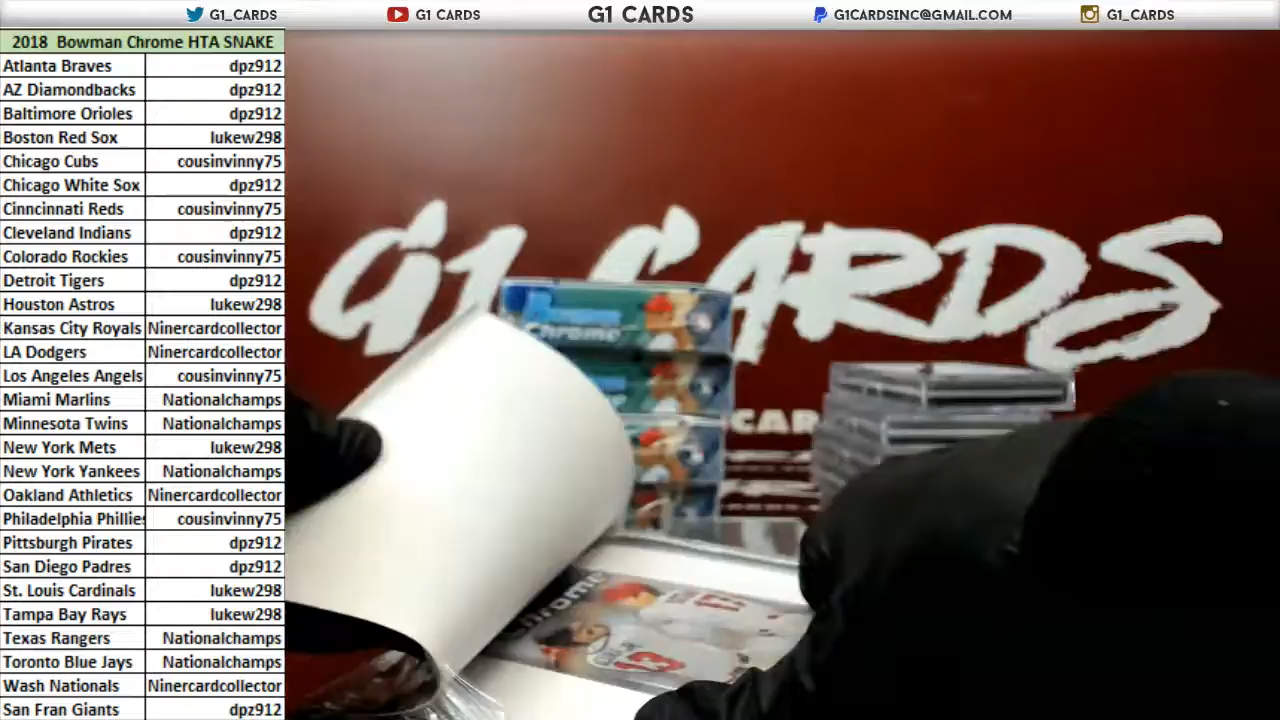 G1_CARDS G1 CARDS G1 CARDS G1CARDSINC@GMAIL.COM G1_CARDS
2018 Bowman Chrome HTA SNAKE
Atlanta Braves dpz912
AZ Diamondbacks dpz912
Baltimore Orioles dpz912
Boston Red Sox lukew298
Chicago Cubs cousinvinny75
Chicago White Sox dpz912
Cinncinnati Reds cousinvinny75
Cleveland Indians dpz912
Colorado Rockies cousinvinny75
Detroit Tigers dpz912
Houston Astros lukew298
Kansas City Royals Ninercardcollector
LA Dodgers Ninercardcollector
Los Angeles Angels cousinvinny75
Miami Marlins Nationalchamps
Minnesota Twins Nationalchamps
New York Mets lukew298
New York Yankees Nationalchamps
Oakland Athletics Ninercardcollector
Philadelphia Phillies cousinvinny75
Pittsburgh Pirates dpz912
San Diego Padres dpz912
St. Louis Cardinals lukew298
Tampa Bay Rays lukew298
Texas Rangers Nationalchamps
Toronto Blue Jays Nationalchamps
Wash Nationals Ninercardcollector
San Fran Giants dpz912
G1 CARDS
Chrome
CAR
Chrome
17
13